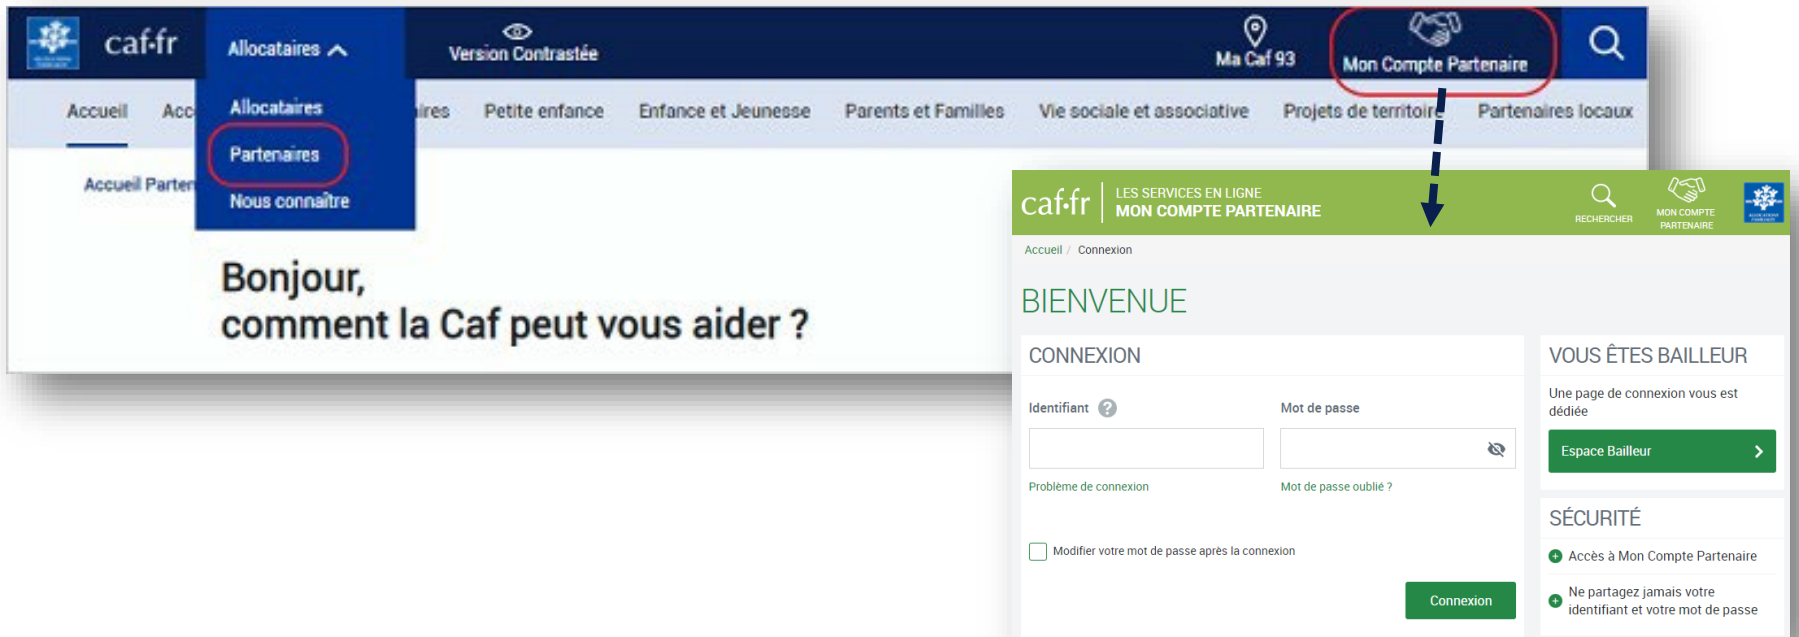 caf·fr
Allocataires
Version Contrastée
Ma Caf 93
Mon Compte Partenaire
Accueil
Allocataires
Petite enfance
Enfance et Jeunesse
Parents et Familles
Vie sociale et associative
Projets de territoire
Partenaires locaux
Partenaires
Accueil
Nous connaître
Bonjour,
comment la Caf peut vous aider ?
caf·fr
LES SERVICES EN LIGNE
MON COMPTE PARTENAIRE
RECHERCHER
MON COMPTE
PARTENAIRE
Accueil / Connexion
BIENVENUE
CONNEXION
Identifiant ?
Mot de passe
Problème de connexion
Mot de passe oublié ?
Modifier votre mot de passe après la connexion
Connexion
VOUS ÊTES BAILLEUR
Une page de connexion vous est
dédiée
Espace Bailleur
SÉCURITÉ
Accès à Mon Compte Partenaire
Ne partagez jamais votre
identifiant et votre mot de passe